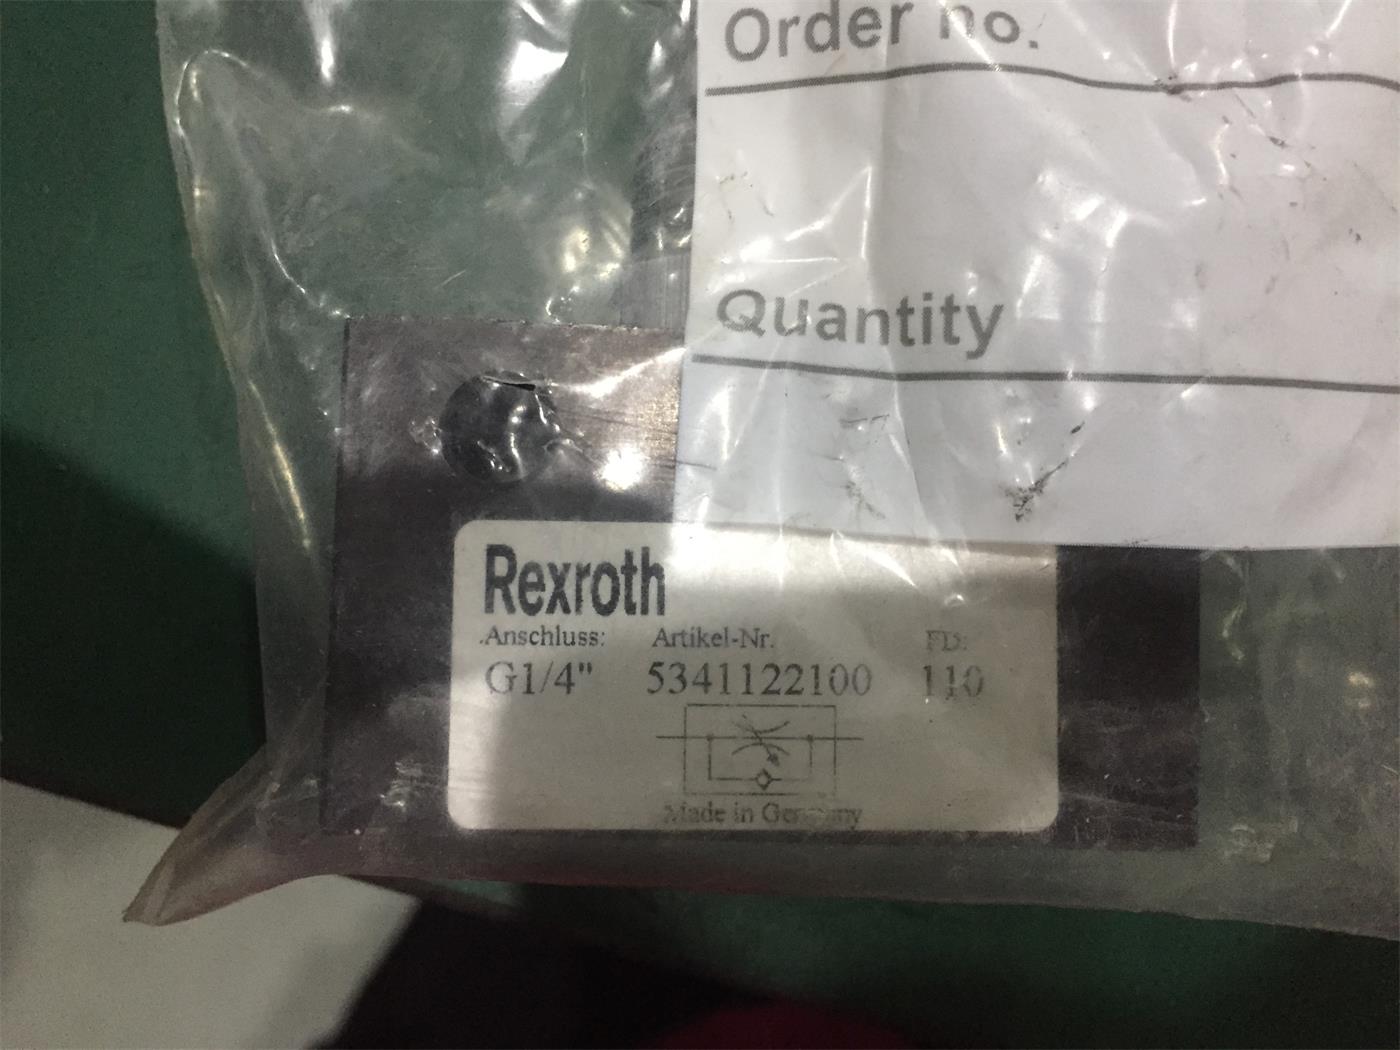 Order no.
Quantity
Rexroth
Anschluss: Artikel-Nr. FD:
G1/4" 5341122100 110
Made in Germany